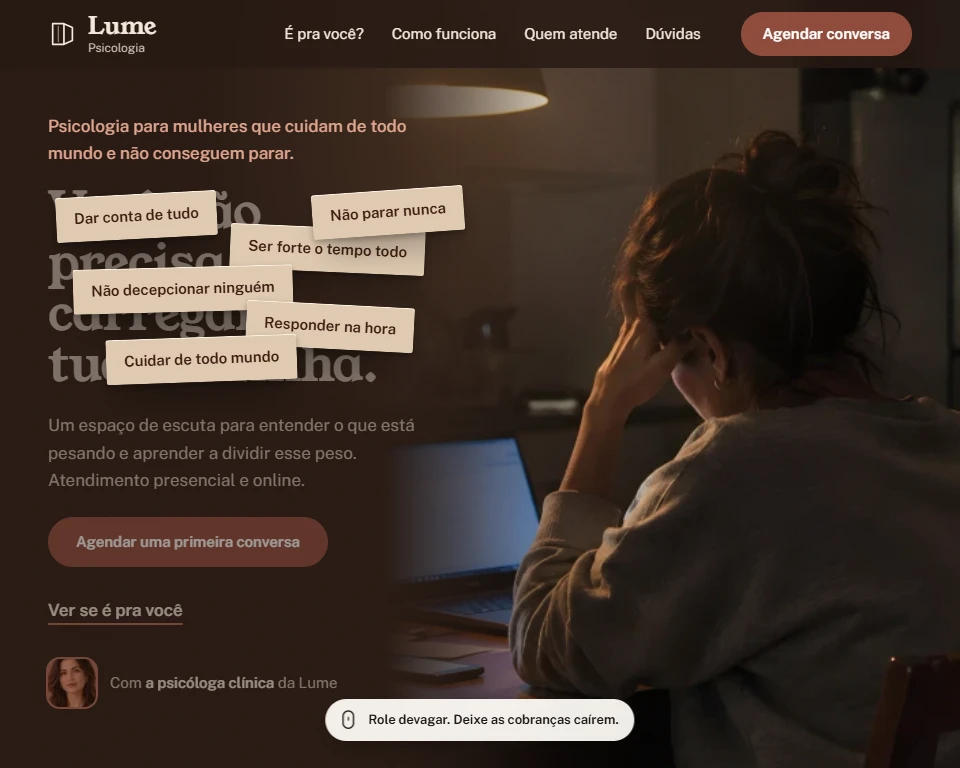 Lume
Psicologia
É pra você?
Como funciona
Quem atende
Dúvidas
Agendar conversa
Psicologia para mulheres que cuidam de todo
mundo e não conseguem parar.
Dar conta de tudo
Não parar nunca
Ser forte o tempo todo
precisa
Não decepcionar ninguém
Responder na hora
Cuidar de todo mundo
Um espaço de escuta para entender o que está
pesando e aprender a dividir esse peso.
Atendimento presencial e online.
Agendar uma primeira conversa
Ver se é pra você
Com a psicóloga clínica da Lume
Role devagar. Deixe as cobranças caírem.